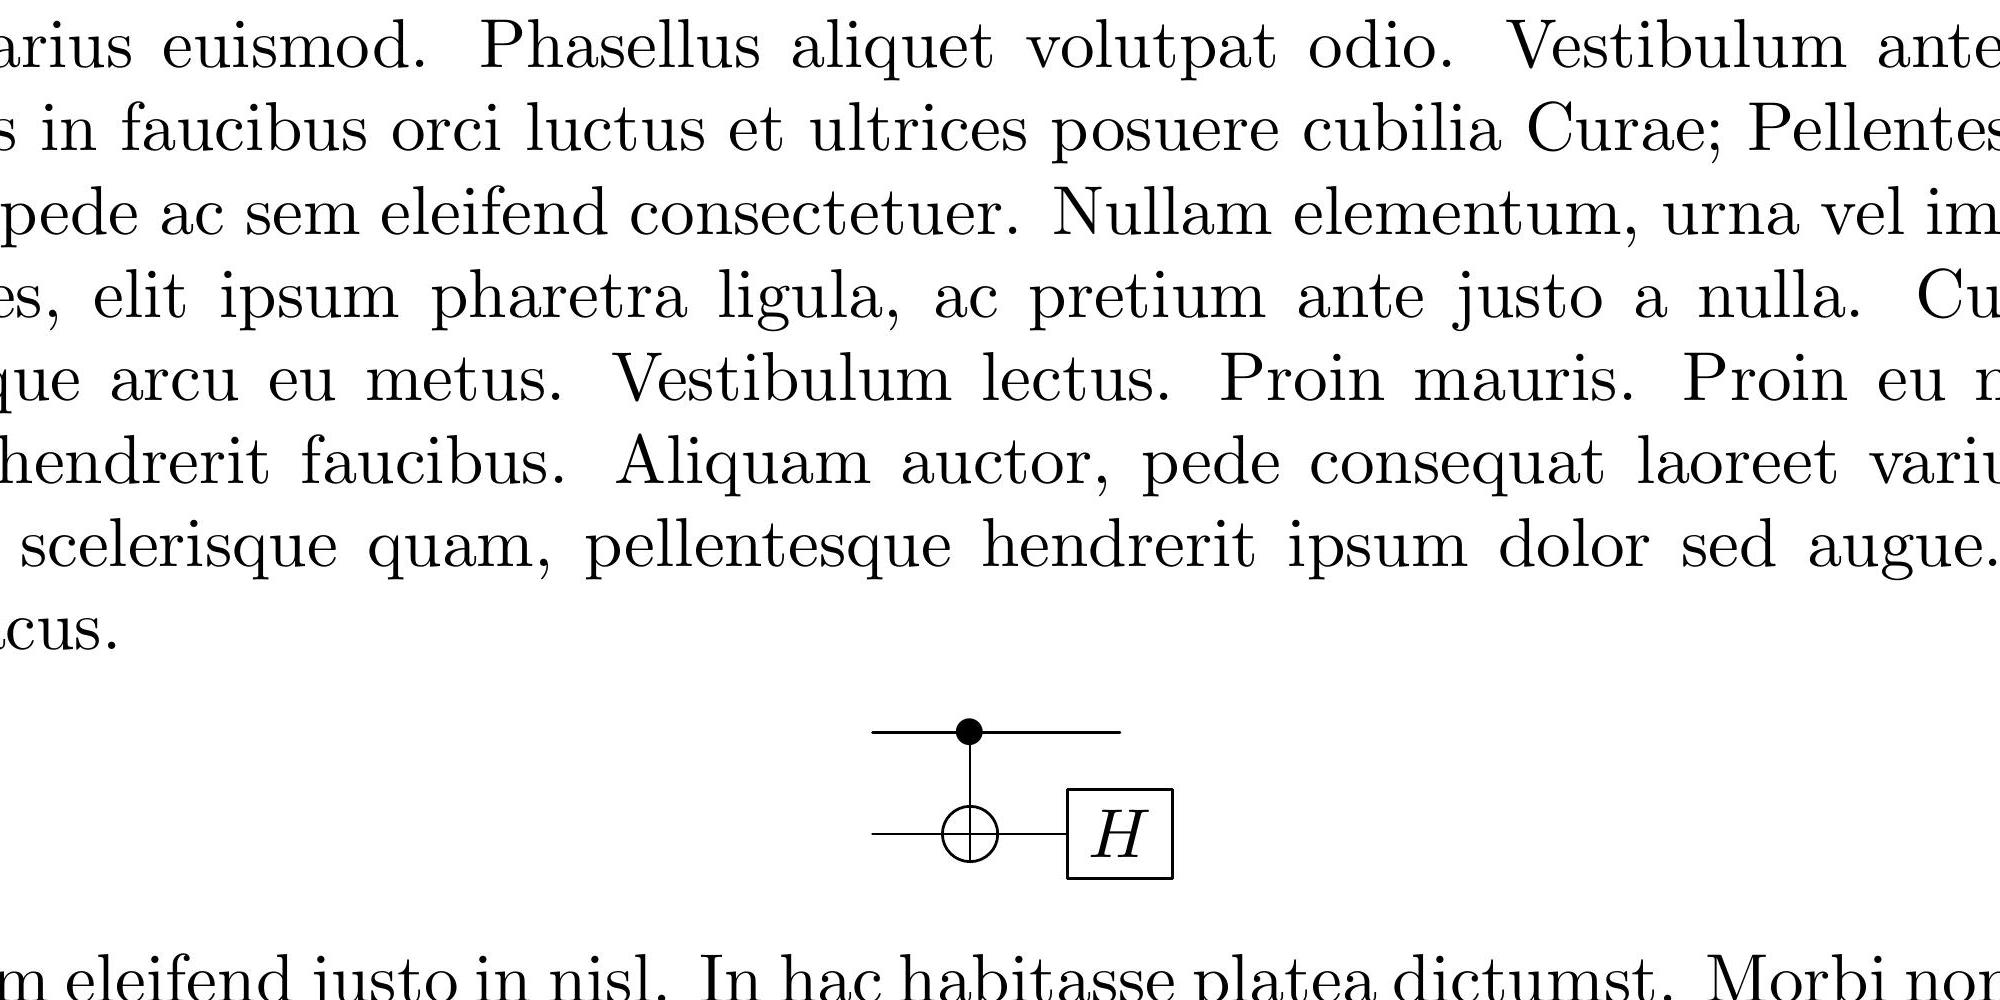 arius euismod. Phasellus aliquet volutpat odio. Vestibulum ante
s in faucibus orci luctus et ultrices posuere cubilia Curae; Pellentes
pede ac sem eleifend consectetuer. Nullam elementum, urna vel im
es, elit ipsum pharetra ligula, ac pretium ante justo a nulla. Cu
que arcu eu metus. Vestibulum lectus. Proin mauris. Proin eu n
hendrerit faucibus. Aliquam auctor, pede consequat laoreet variu
scelerisque quam, pellentesque hendrerit ipsum dolor sed augue.
acus.
H
m eleifend justo in nisl. In hac habitasse platea dictumst. Morbi non